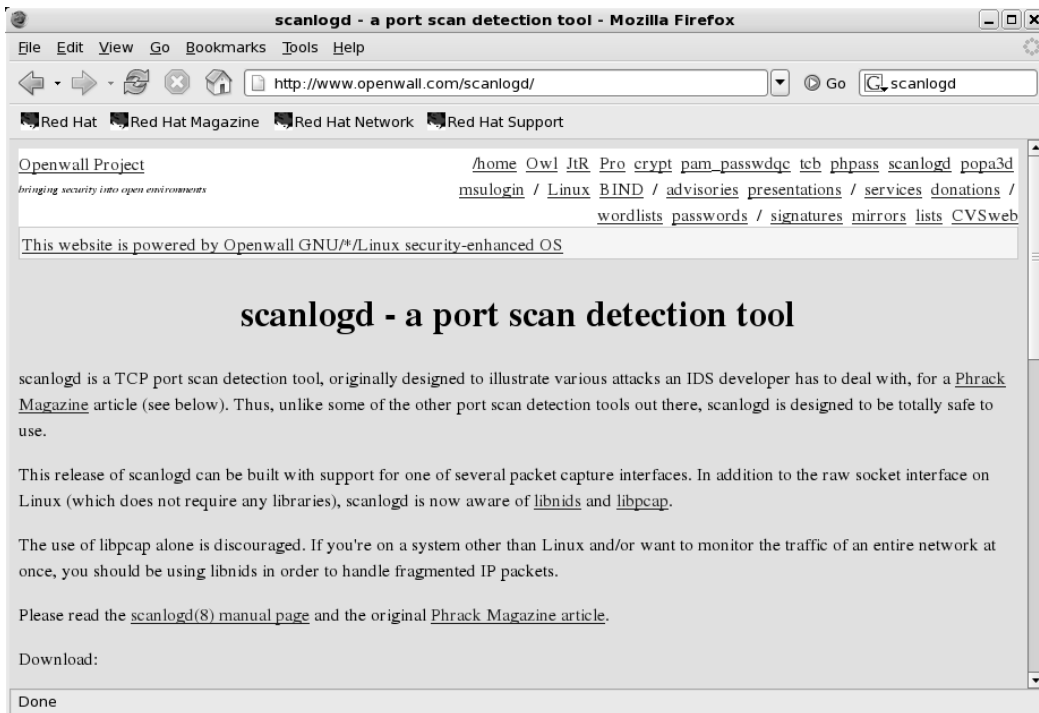 scanlogd - a port scan detection tool - Mozilla Firefox
File Edit View Go Bookmarks Tools Help
http://www.openwall.com/scanlogd/ Go G scanlogd
Red Hat Red Hat Magazine Red Hat Network Red Hat Support
Openwall Project
bringing security into open environments
/home Owl JtR Pro crypt pam_passwdqc tcb phpass scanlogd popa3d
msulogin / Linux BIND / advisories presentations / services donations /
wordlists passwords / signatures mirrors lists CVSweb
This website is powered by Openwall GNU/*/Linux security-enhanced OS
scanlogd - a port scan detection tool
scanlogd is a TCP port scan detection tool, originally designed to illustrate various attacks an IDS developer has to deal with, for a Phrack
Magazine article (see below). Thus, unlike some of the other port scan detection tools out there, scanlogd is designed to be totally safe to
use.
This release of scanlogd can be built with support for one of several packet capture interfaces. In addition to the raw socket interface on
Linux (which does not require any libraries), scanlogd is now aware of libnids and libpcap.
The use of libpcap alone is discouraged. If you're on a system other than Linux and/or want to monitor the traffic of an entire network at
once, you should be using libnids in order to handle fragmented IP packets.
Please read the scanlogd(8) manual page and the original Phrack Magazine article.
Download:
Done